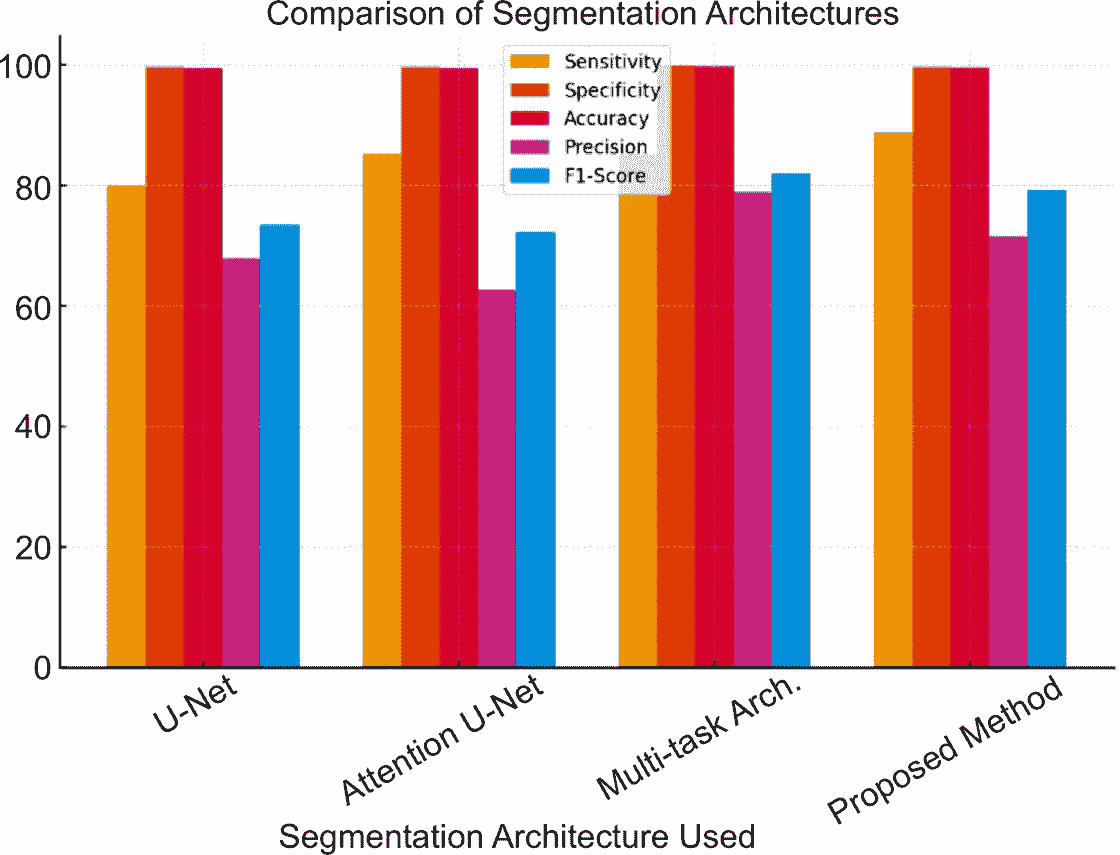 Comparison of Segmentation Architectures
100
80
60
40
20
0
Sensitivity
Specificity
Accuracy
Precision
F1-Score
U-Net
Attention U-Net
Multi-task Arch.
Proposed Method
Segmentation Architecture Used